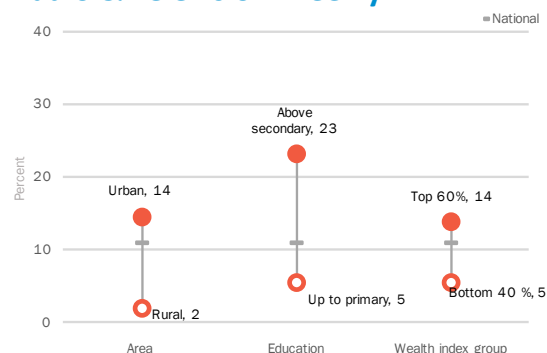 National
40
30
20
10
0
Percent
Above
secondary, 23
Urban, 14
Top 60%, 14
Rural, 2
Up to primary, 5
Bottom 40 %, 5
Area
Education
Wealth index group